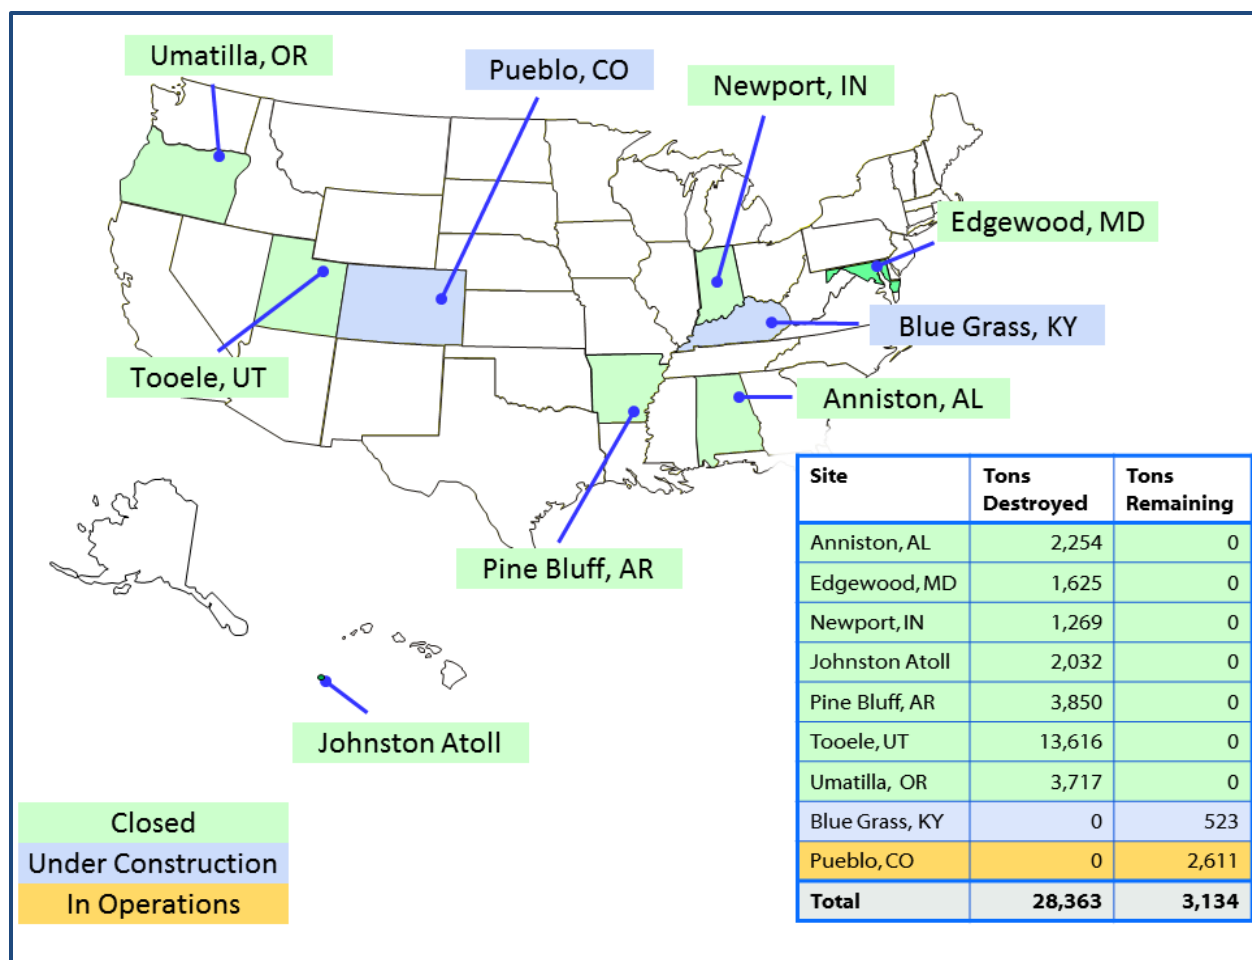 Umatilla, OR
Pueblo, CO
Newport, IN
Edgewood, MD
Blue Grass, KY
Tooele, UT
Anniston, AL
Pine Bluff, AR
Johnston Atoll
Closed
Under Construction
In Operations
Site Tons Destroyed Tons Remaining
Anniston, AL 2,254 0
Edgewood, MD 1,625 0
Newport, IN 1,269 0
Johnston Atoll 2,032 0
Pine Bluff, AR 3,850 0
Tooele, UT 13,616 0
Umatilla, OR 3,717 0
Blue Grass, KY 0 523
Pueblo, CO 0 2,611
Total 28,363 3,134